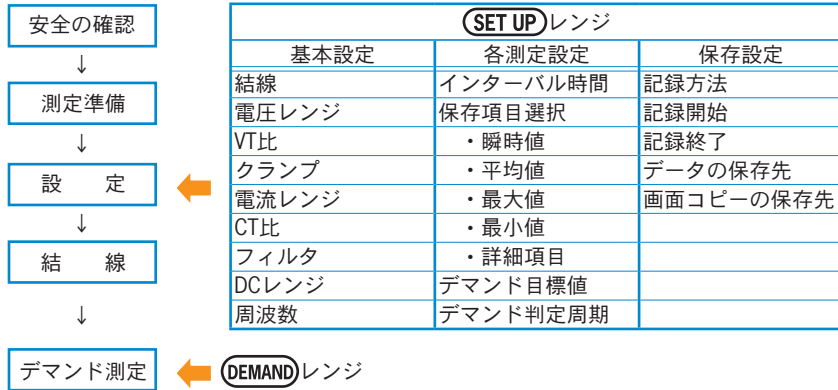 安全の確認
↓
測定準備
↓
設　　定
↓
結　　線
↓
デマンド測定
SET UPレンジ
基本設定 各測定設定 保存設定
結線 インターバル時間 記録方法
電圧レンジ 保存項目選択 記録開始
VT比 ・瞬時値 記録終了
クランプ ・平均値 データの保存先
電流レンジ ・最大値 画面コピーの保存先
CT比 ・最小値
フィルタ ・詳細項目
DCレンジ デマンド目標値
周波数 デマンド判定周期
DEMANDレンジ